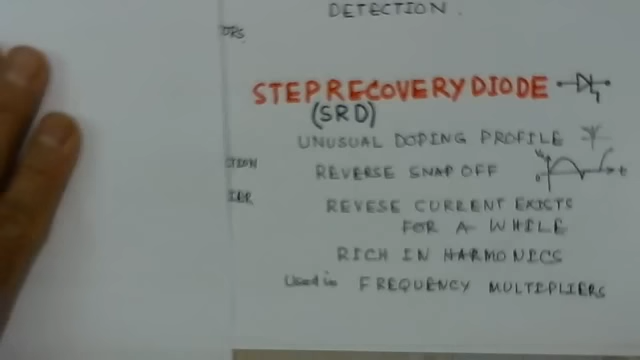 DETECTION.
STEP RECOVERY DIODE
(SRD)
UNUSUAL DOPING PROFILE
REVERSE SNAP OFF
REVESE CURRENT EXISTS
FOR A WHILE
RICH IN HARMONICS
Used in FREQUENCY MULTIPLIERS